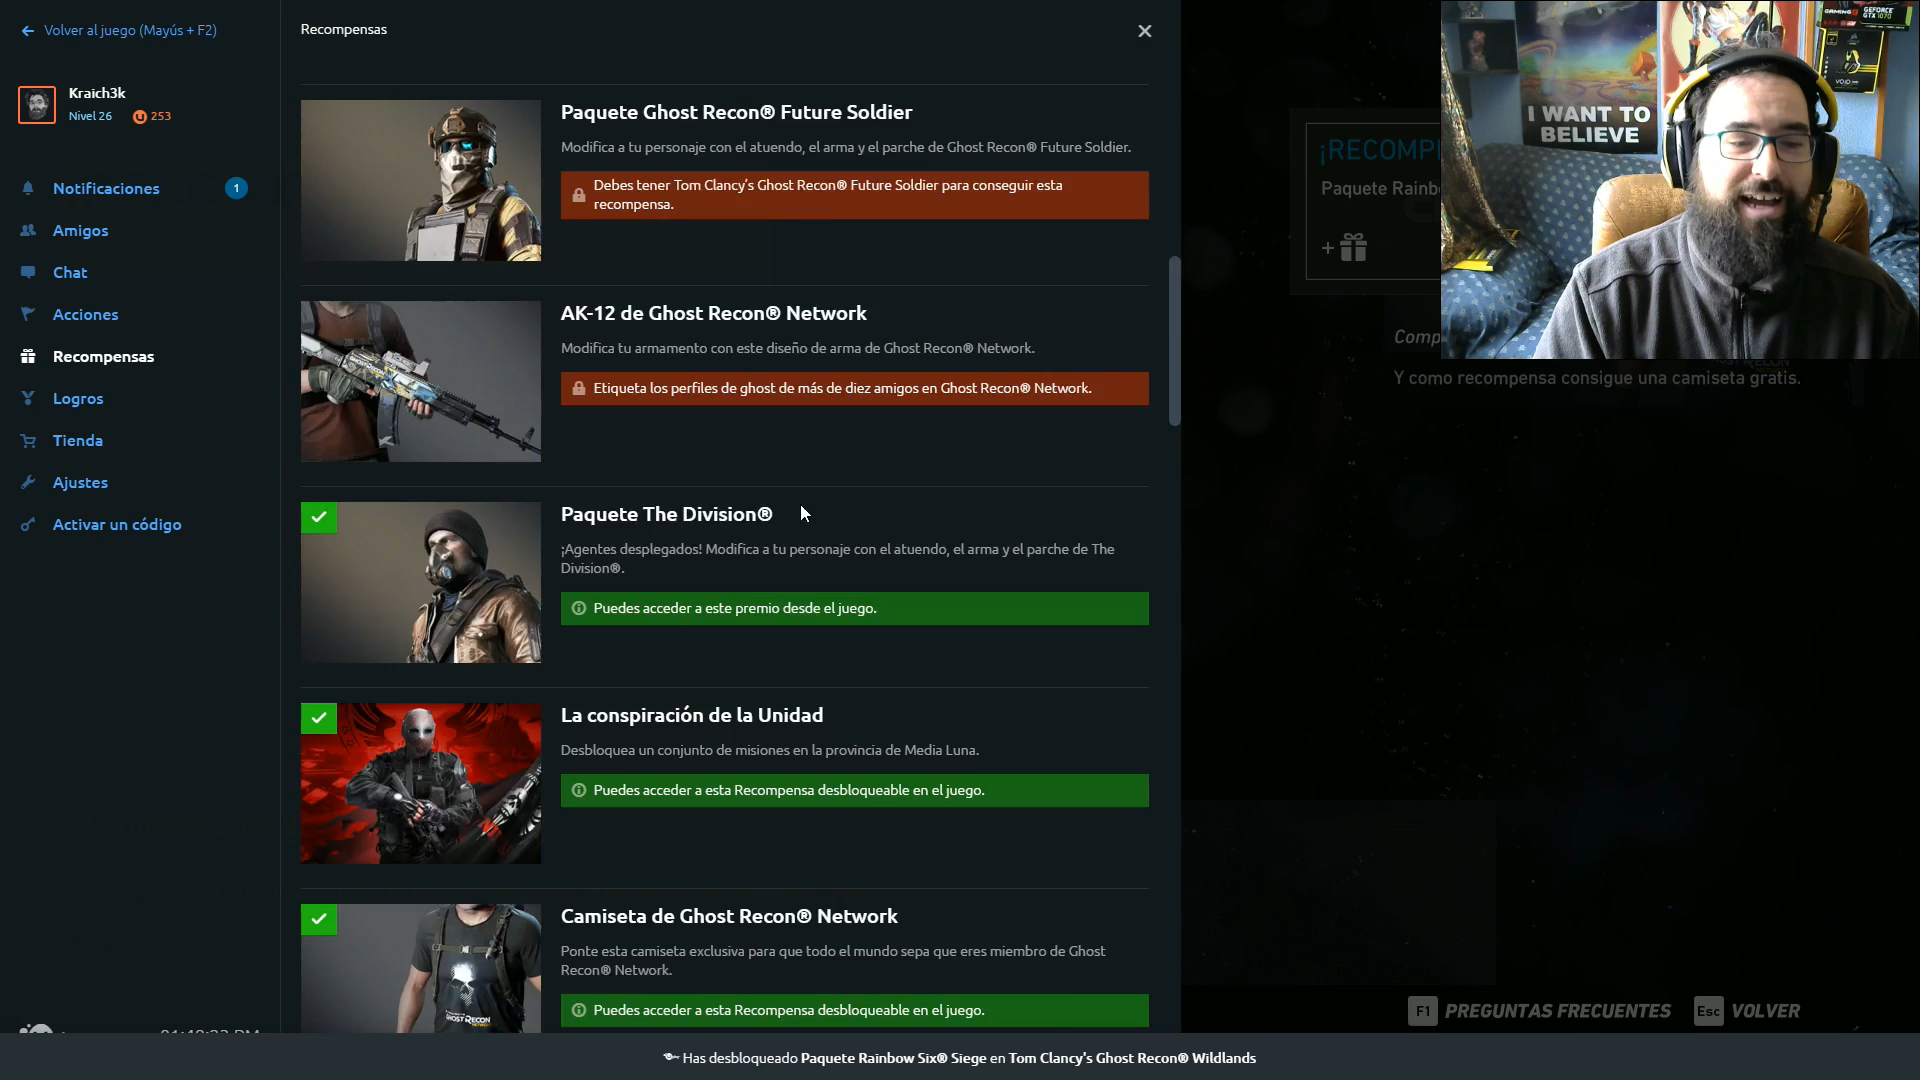 Volver al juego (Mayús + F2)
Kraich3k
Nivel 26
253
Notificaciones
1
Amigos
Chat
Acciones
Recompensas
Logros
Tienda
Ajustes
Activar un código
Recompensas
Paquete Ghost Recon® Future Soldier
Modifica a tu personaje con el atuendo, el arma y el parche de Ghost Recon® Future Soldier.
Debes tener Tom Clancy's Ghost Recon® Future Soldier para conseguir esta
recompensa.
AK-12 de Ghost Recon® Network
Modifica tu armamento con este diseño de arma de Ghost Recon® Network.
Etiqueta los perfiles de ghost de más de diez amigos en Ghost Recon® Network.
Paquete The Division®
¡Agentes desplegados! Modifica a tu personaje con el atuendo, el arma y el parche de The
Division®.
Puedes acceder a este premio desde el juego.
La conspiración de la Unidad
Desbloquea un conjunto de misiones en la provincia de Media Luna.
Puedes acceder a esta Recompensa desbloqueable en el juego.
Camiseta de Ghost Recon® Network
Ponte esta camiseta exclusiva para que todo el mundo sepa que eres miembro de Ghost
Recon® Network.
Puedes acceder a esta Recompensa desbloqueable en el juego.
GHOST RECON
¡RECOMP
Paquete Rainb
+
Comp
Y como recompensa consigue una camiseta gratis.
I WANT TO
BELIEVE
GEFORCE
GTX 1070
F1 PREGUNTAS FRECUENTES
Esc VOLVER
Has desbloqueado Paquete Rainbow Six® Siege en Tom Clancy's Ghost Recon® Wildlands